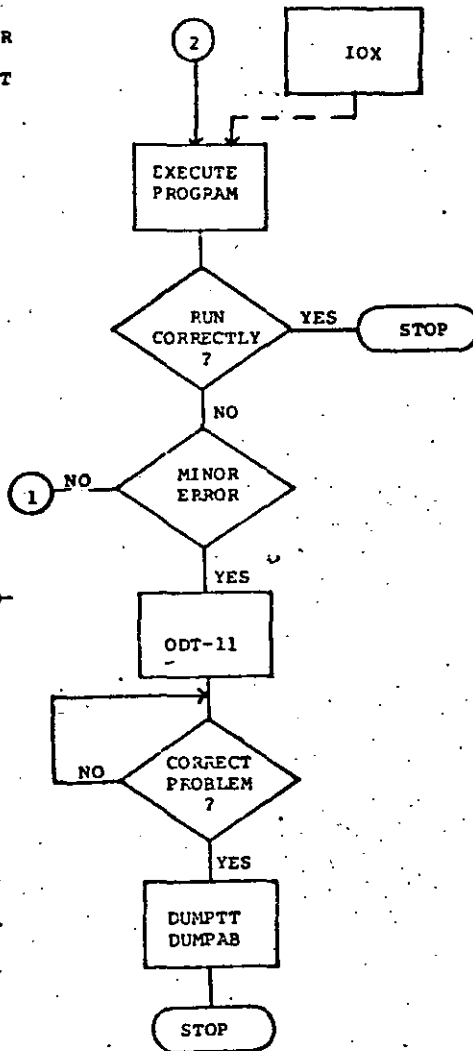 R
T
2
IOX
EXECUTE
PROGRAM
RUN
CORRECTLY
?
YES
STOP
NO
MINOR
ERROR
NO
1
YES
ODT-11
CORRECT
PROBLEM
?
NO
YES
DUMPTT
DUMPAB
STOP